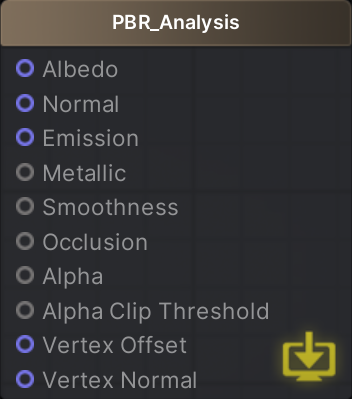 PBR_Analysis
Albedo
Normal
Emission
Metallic
Smoothness
Occlusion
Alpha
Alpha Clip Threshold
Vertex Offset
Vertex Normal